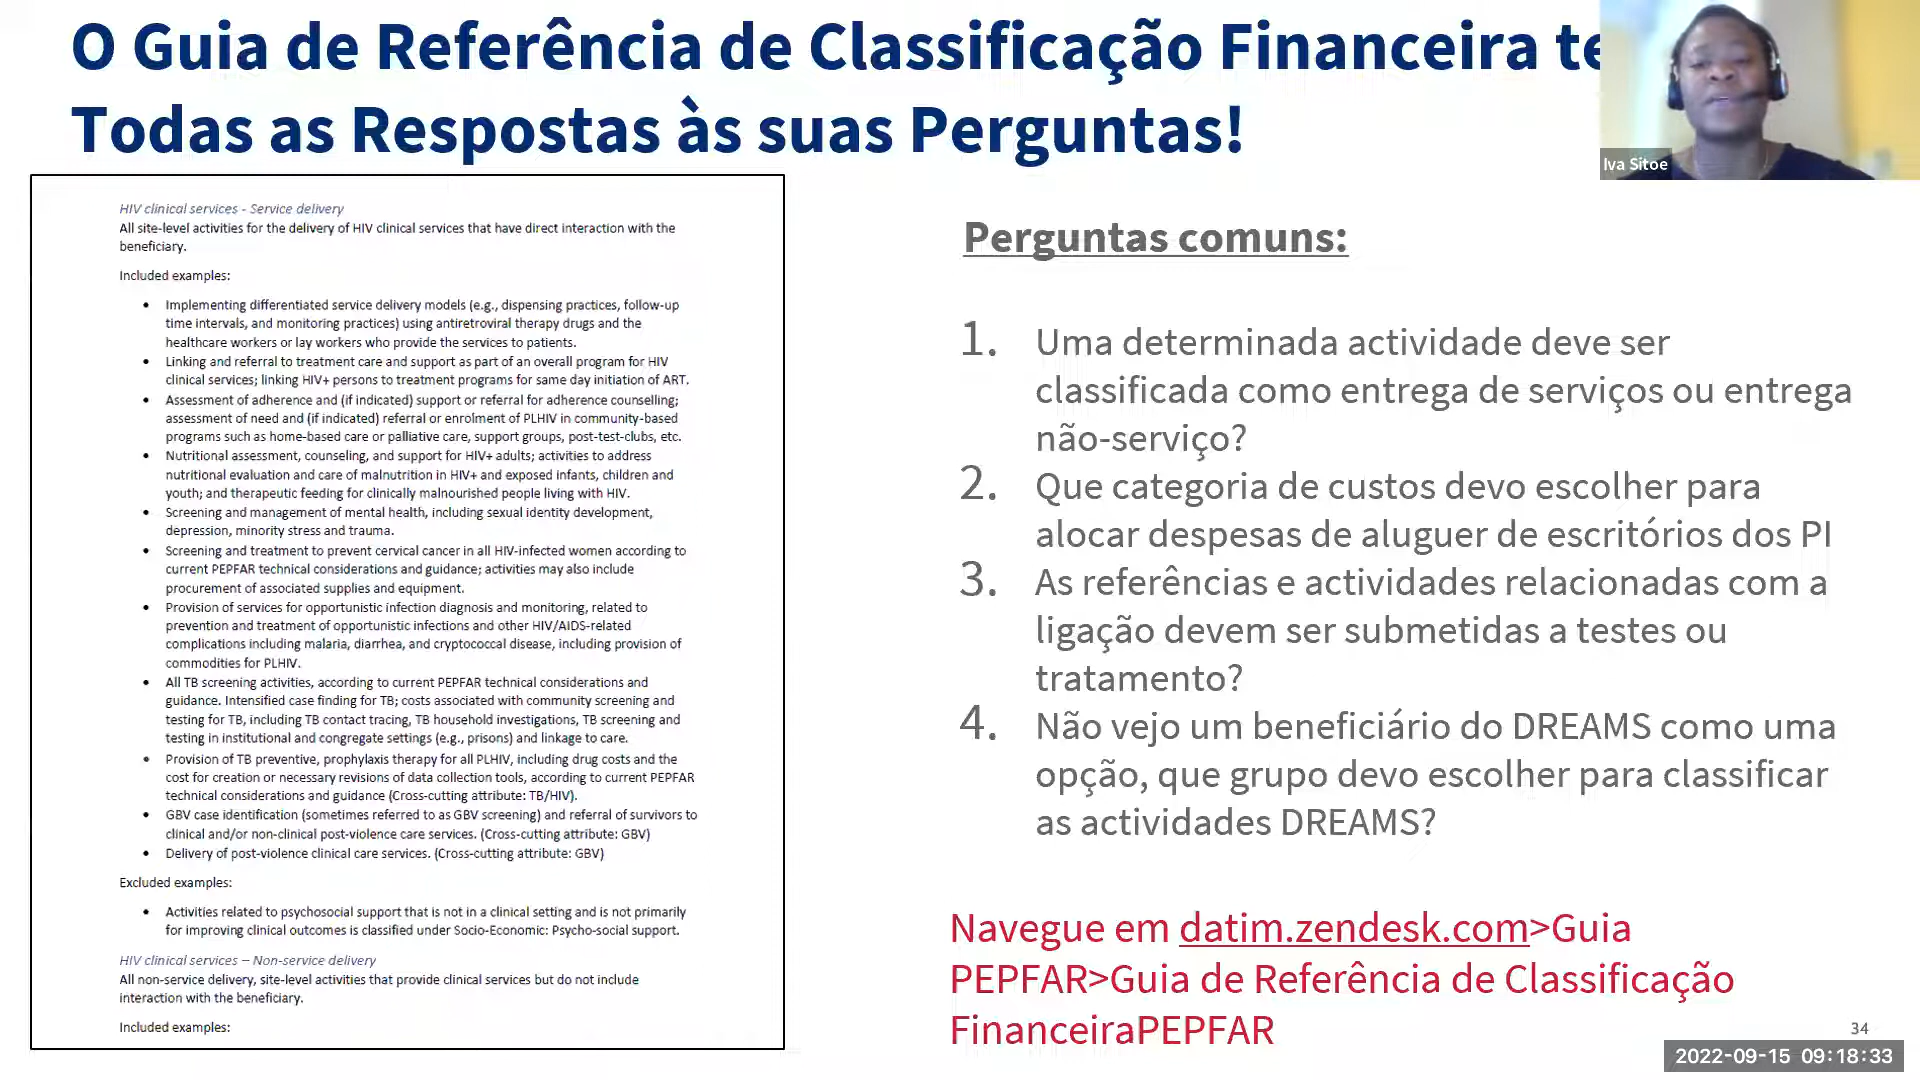 O Guia de Referência de Classificação Financeira
Todas as Respostas às suas Perguntas!
Iva Sitoe
HIV clinical services - Service delivery
All site-level activities for the delivery of HIV clinical services that have direct interaction with the
beneficiary.
Included examples:
• Implementing differentiated service delivery models (e.g., dispensing practices, follow-up
time intervals, and monitoring practices) using antiretroviral therapy drugs and the
healthcare workers or lay workers who provide the services to patients.
• Linking and referral to treatment care and support as part of an overall program for HIV
clinical services; linking HIV+ persons to treatment programs for same day initiation of ART.
• Assessment of adherence and (if indicated) support or referral for adherence counselling;
assessment of need and (if indicated) referral or enrolment of PLHIV in community-based
programs such as home-based care or palliative care, support groups, post-test-clubs, etc.
• Nutritional assessment, counseling, and support for HIV+ adults; activities to address
nutritional evaluation and care of malnutrition in HIV+ and exposed infants, children and
youth; and therapeutic feeding for clinically malnourished people living with HIV.
• Screening and management of mental health, including sexual identity development,
depression, minority stress and trauma.
• Screening and treatment to prevent cervical cancer in all HIV-infected women according to
current PEPFAR technical considerations and guidance; activities may also include
procurement of associated supplies and equipment.
• Provision of services for opportunistic infection diagnosis and monitoring, related to
prevention and treatment of opportunistic infections and other HIV/AIDS-related
complications including malaria, diarrhea, and cryptococcal disease, including provision of
commodities for PLHIV.
• All TB screening activities, according to current PEPFAR technical considerations and
guidance. Intensified case finding for TB; costs associated with community screening and
testing for TB, including TB contact tracing, TB household investigations, TB screening and
testing in institutional and congregate settings (e.g., prisons) and linkage to care.
• Provision of TB preventive, prophylaxis therapy for all PLHIV, including drug costs and the
cost for creation or necessary revisions of data collection tools, according to current PEPFAR
technical considerations and guidance (Cross-cutting attribute: TB/HIV).
• GBV case identification (sometimes referred to as GBV screening) and referral of survivors to
clinical and/or non-clinical post-violence care services. (Cross-cutting attribute: GBV)
• Delivery of post-violence clinical care services. (Cross-cutting attribute: GBV)
Excluded examples:
• Activities related to psychosocial support that is not in a clinical setting and is not primarily
for improving clinical outcomes is classified under Socio-Economic: Psycho-social support.
HIV clinical services – Non-service delivery
All non-service delivery, site-level activities that provide clinical services but do not include
interaction with the beneficiary.
Included examples:
Perguntas comuns:
1. Uma determinada actividade deve ser
classificada como entrega de serviços ou entrega
não-serviço?
2. Que categoria de custos devo escolher para
alocar despesas de aluguer de escritórios dos PI
3. As referências e actividades relacionadas com a
ligação devem ser submetidas a testes ou
tratamento?
4. Não vejo um beneficiário do DREAMS como uma
opção, que grupo devo escolher para classificar
as actividades DREAMS?
Navegue em datim.zendesk.com>Guia
PEPFAR>Guia de Referência de Classificação
FinanceiraPEPFAR
34
2022-09-15 09:18:33